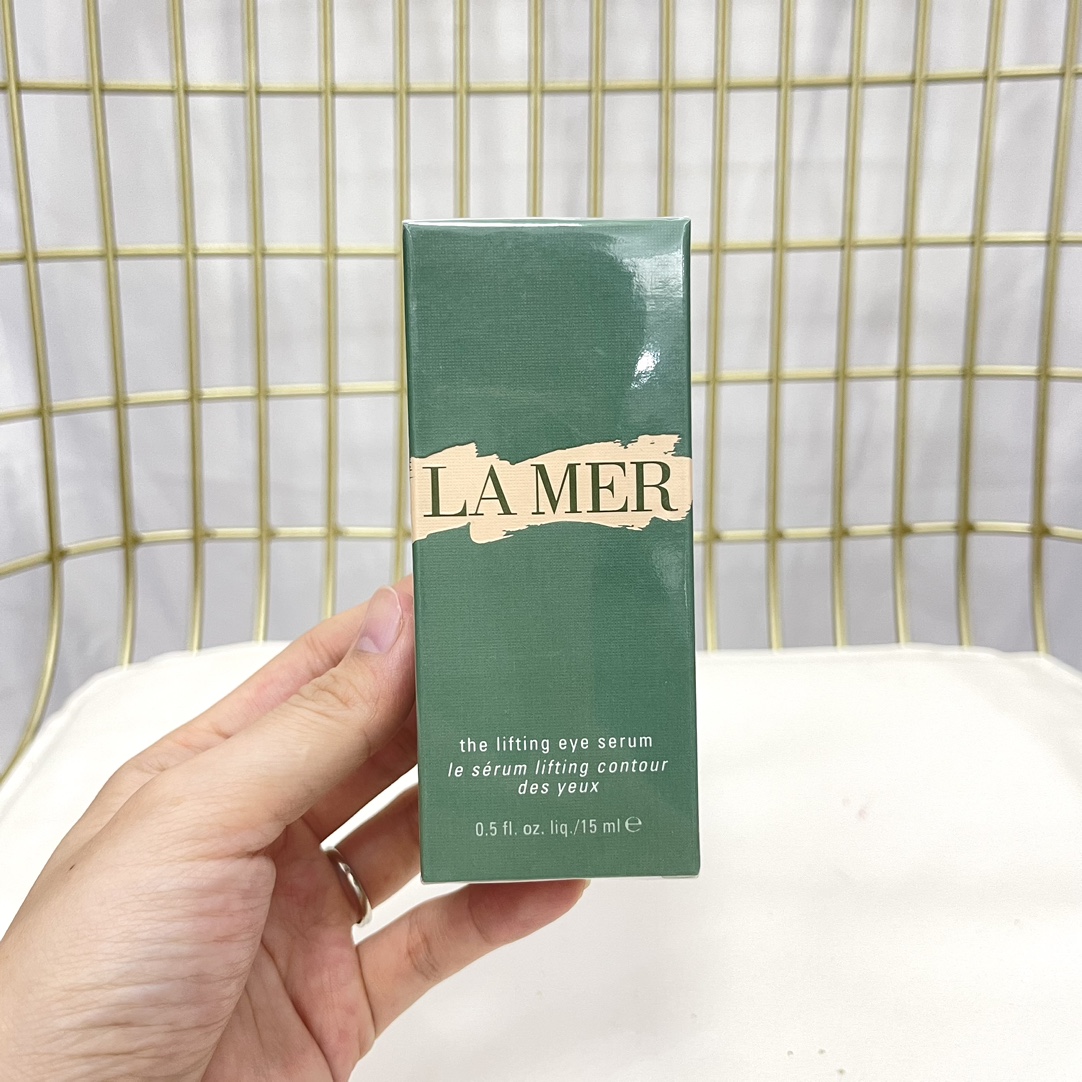 LA MER
the lifting eye serum
le sérum lifting contour
des yeux
0.5 fl. oz. liq./15 ml ℮